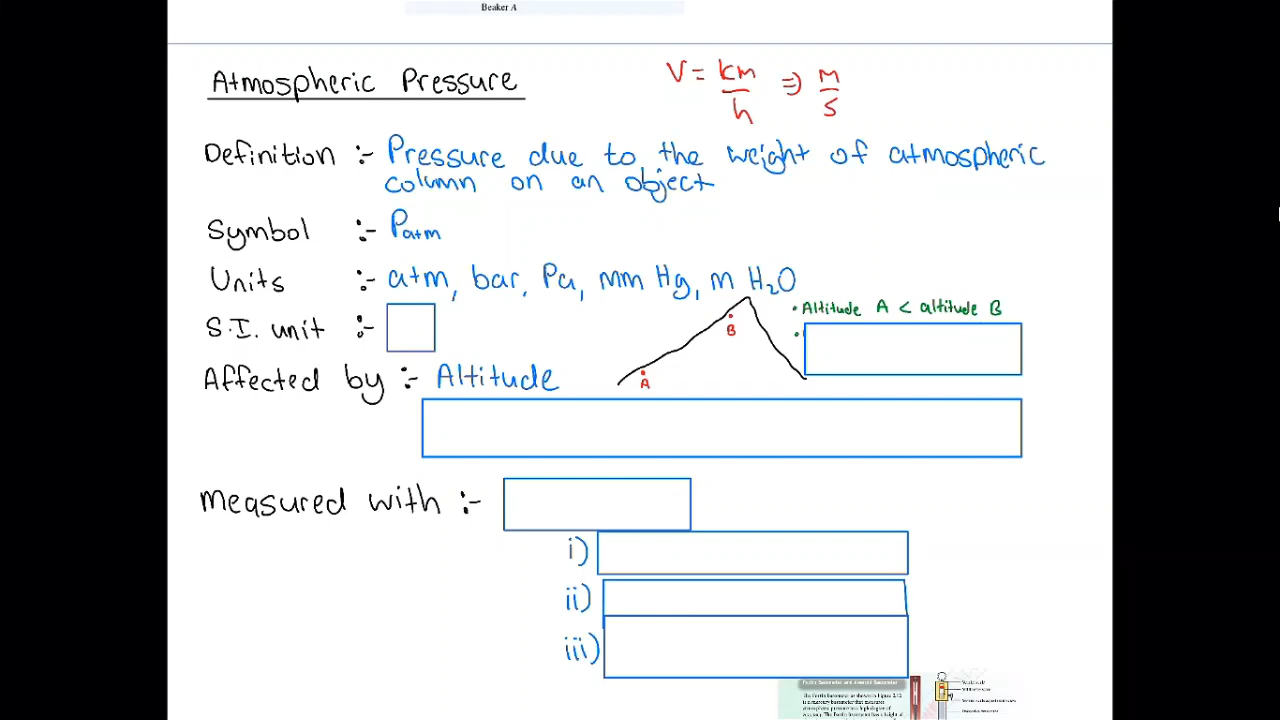 Beaker A
Atmospheric Pressure
V = km/h ⇒ m/s
Definition :- Pressure due to the weight of atmospheric
column on an object
Symbol :- Patm
Units :- atm, bar, Pa, mm Hg, m H₂O
• Altitude A < altitude B
S.I. unit :-
B
Affected by :- Altitude
A
Measured with :-
i)
ii)
iii)